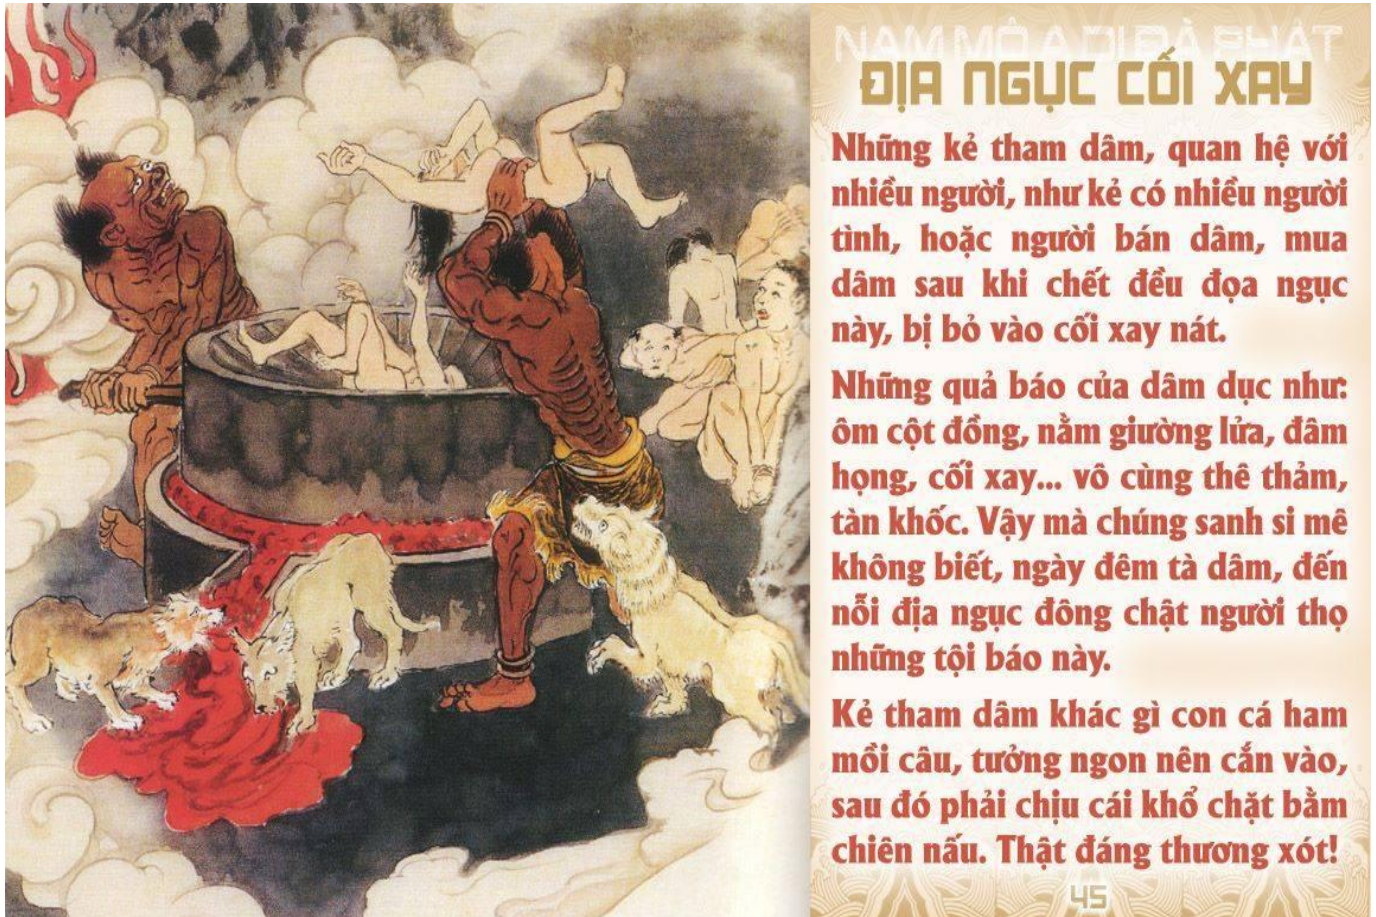 NAM MÔ A DI ĐÀ PHẬT
ĐỊA NGỤC CỐI XAY
Những kẻ tham dâm, quan hệ với
nhiều người, như kẻ có nhiều người
tình, hoặc người bán dâm, mua
dâm sau khi chết đều đọa ngục
này, bị bỏ vào cối xay nát.
Những quả báo của dâm dục như:
ôm cột đồng, nằm giường lửa, đâm
họng, cối xay... vô cùng thê thảm,
tàn khốc. Vậy mà chúng sanh si mê
không biết, ngày đêm tà dâm, đến
nỗi địa ngục đông chật người thọ
những tội báo này.
Kẻ tham dâm khác gì con cá ham
mồi câu, tưởng ngon nên cắn vào,
sau đó phải chịu cái khổ chặt bằm
chiên nấu. Thật đáng thương xót!
45